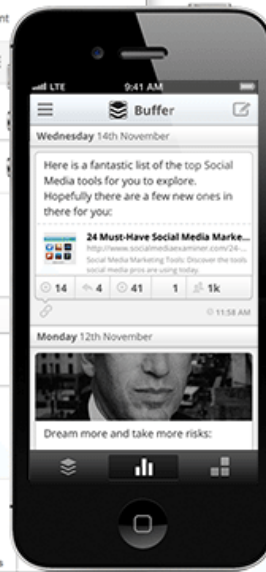 nt
LTE 9:41 AM
Buffer
Wednesday 14th November
Here is a fantastic list of the top Social
Media tools for you to explore.
Hopefully there are a few new ones in
there for you:
24 Must-Have Social Media Marke...
http://www.socialmediaexaminer.com/24-...
Social Media Marketing Tools: Discover the tools
social media pros are using today.
14 4 41 1 1k
11:58 AM
Monday 12th November
Dream more and take more risks:
s